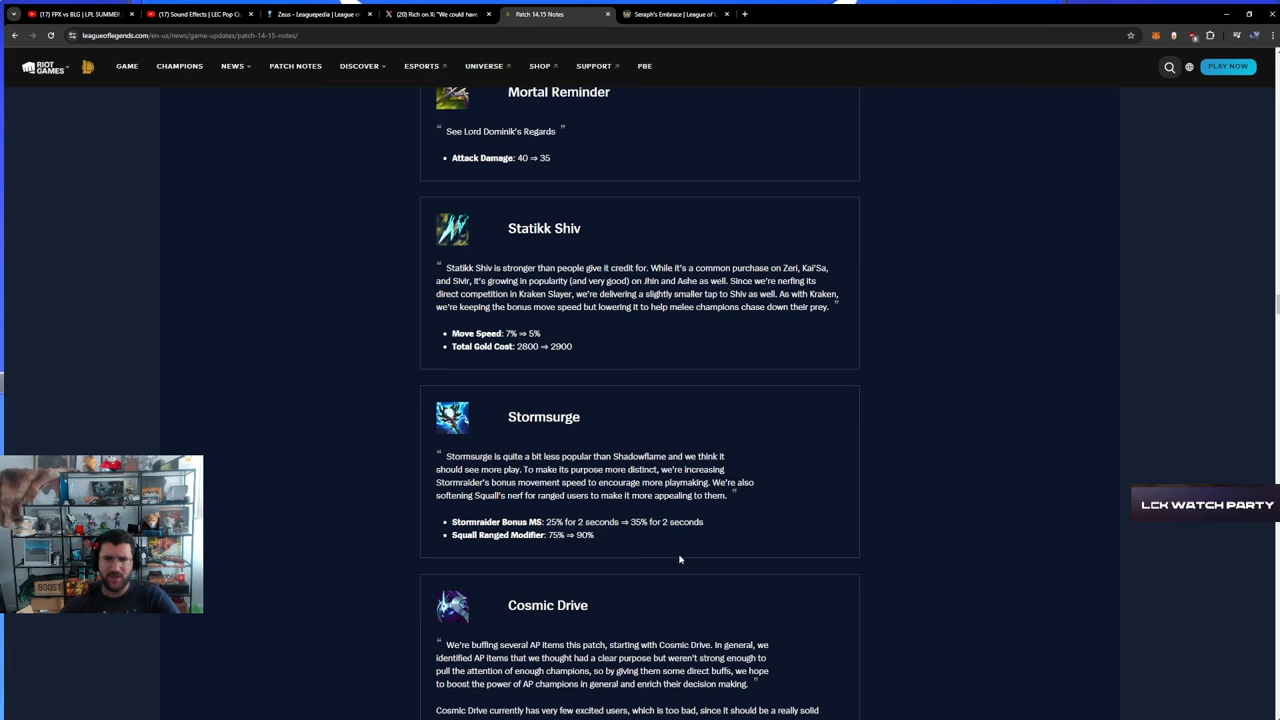 (17) FPX vs BLG | LPL SUMMER
(17) Sound Effects | LEC Pop C
Zeus - Leaguepedia | League of
(20) Rich on X: "We could have
Patch 14.15 Notes
Seraph's Embrace | League of L
leagueoflegends.com/en-us/news/game-updates/patch-14-15-notes/
RIOT GAMES
GAME
CHAMPIONS
NEWS
PATCH NOTES
DISCOVER
ESPORTS
UNIVERSE
SHOP
SUPPORT
PBE
PLAY NOW
Mortal Reminder
" See Lord Dominik's Regards "
• Attack Damage: 40 ⇒ 35
Statikk Shiv
" Statikk Shiv is stronger than people give it credit for. While it's a common purchase on Zeri, Kai'Sa,
and Sivir, it's growing in popularity (and very good) on Jhin and Ashe as well. Since we're nerfing its
direct competition in Kraken Slayer, we're delivering a slightly smaller tap to Shiv as well. As with Kraken,
we're keeping the bonus move speed but lowering it to help melee champions chase down their prey. "
• Move Speed: 7% ⇒ 5%
• Total Gold Cost: 2800 ⇒ 2900
Stormsurge
" Stormsurge is quite a bit less popular than Shadowflame and we think it
should see more play. To make its purpose more distinct, we're increasing
Stormraider's bonus movement speed to encourage more playmaking. We're also
softening Squall's nerf for ranged users to make it more appealing to them. "
• Stormraider Bonus MS: 25% for 2 seconds ⇒ 35% for 2 seconds
• Squall Ranged Modifier: 75% ⇒ 90%
LCK WATCH PARTY
BOOST
Cosmic Drive
" We're buffing several AP items this patch, starting with Cosmic Drive. In general, we
identified AP items that we thought had a clear purpose but weren't strong enough to
pull the attention of enough champions, so by giving them some direct buffs, we hope
to boost the power of AP champions in general and enrich their decision making. "
Cosmic Drive currently has very few excited users, which is too bad, since it should be a really solid